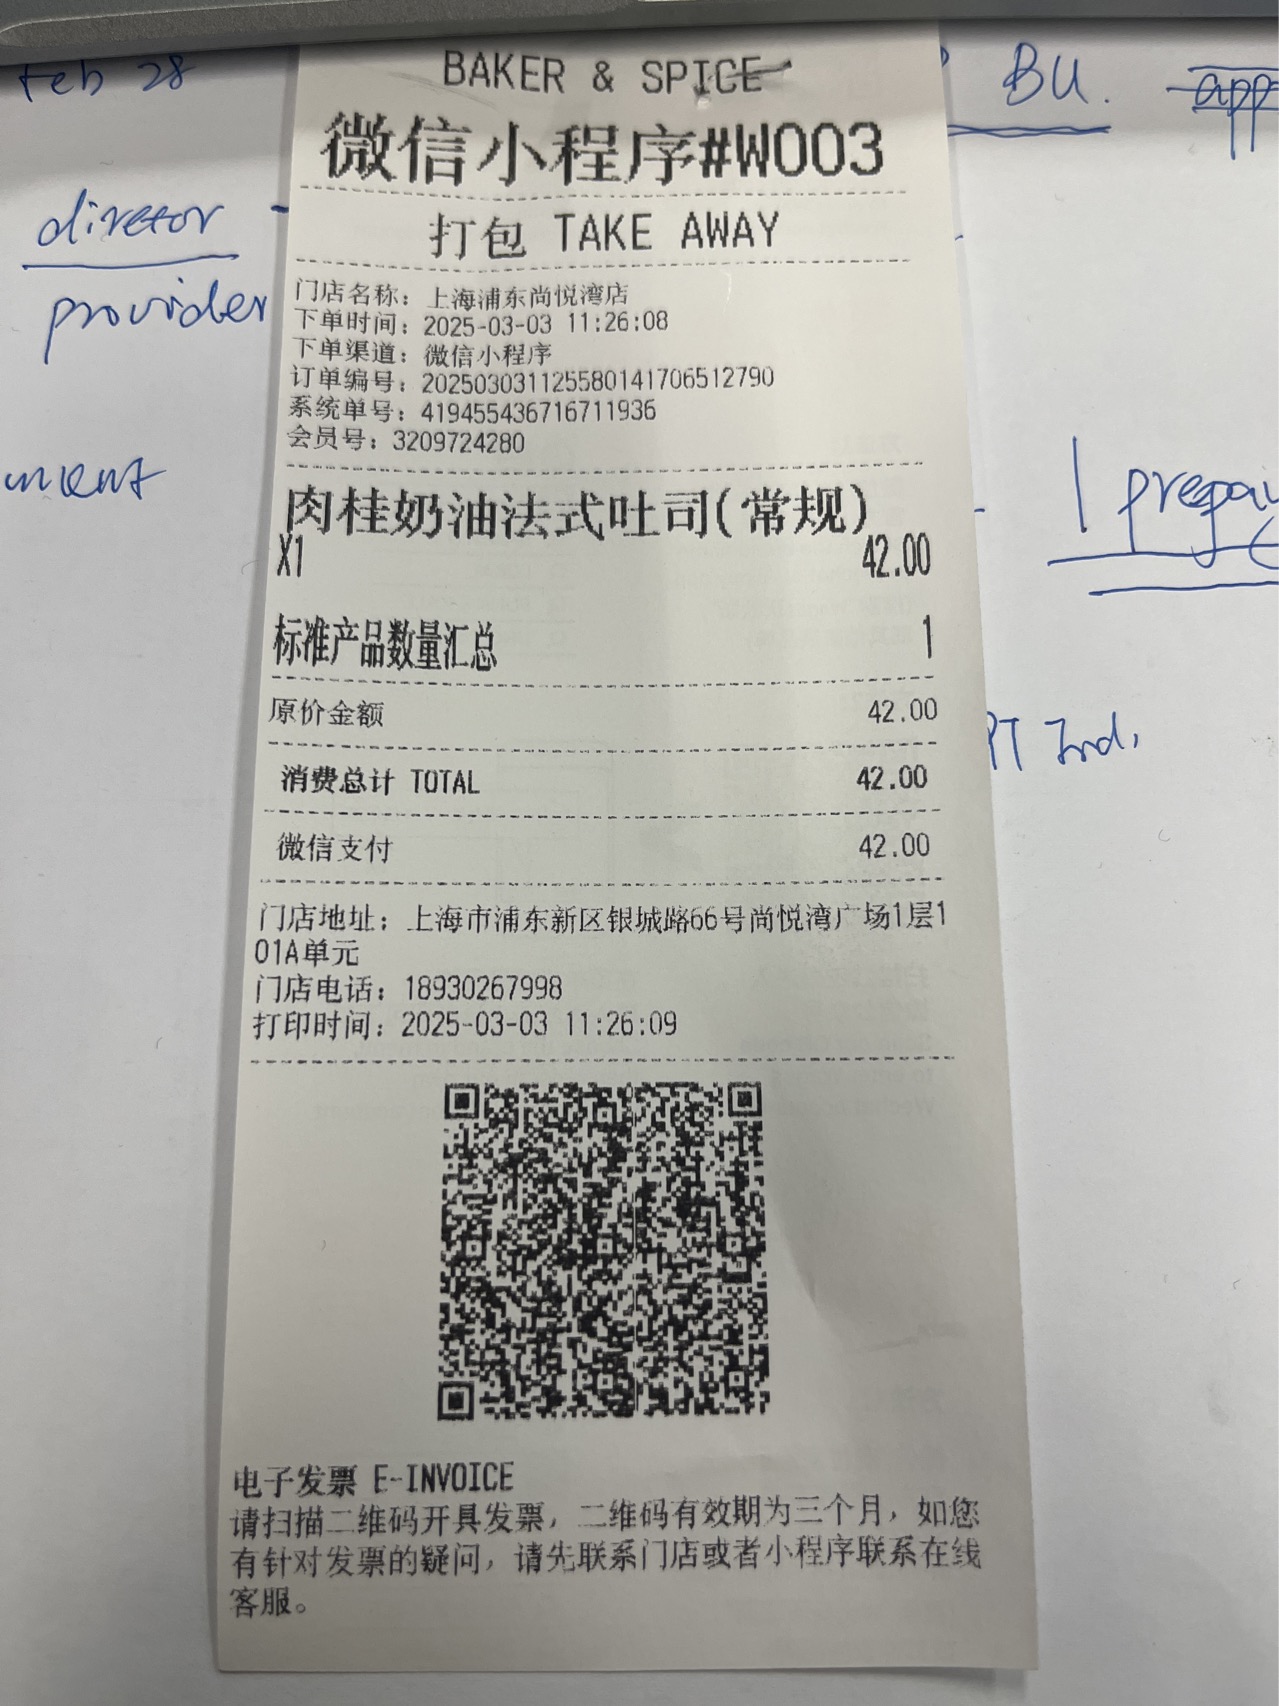 BAKER & SPICE
微信小程序#W003
打包 TAKE AWAY
门店名称：上海浦东尚悦湾店
下单时间：2025-03-03 11:26:08
下单渠道：微信小程序
订单编号：202503031125580141706512790
系统单号：419455436716711936
会员号：3209724280
肉桂奶油法式吐司(常规)
X1 42.00
标准产品数量汇总 1
原价金额 42.00
消费总计 TOTAL 42.00
微信支付 42.00
门店地址：上海市浦东新区银城路66号尚悦湾广场1层1
01A单元
门店电话：18930267998
打印时间：2025-03-03 11:26:09
电子发票 E-INVOICE
请扫描二维码开具发票，二维码有效期为三个月，如您
有针对发票的疑问，请先联系门店或者小程序联系在线
客服。
Feb 28
diretor -
provider
BU.
app
prepay